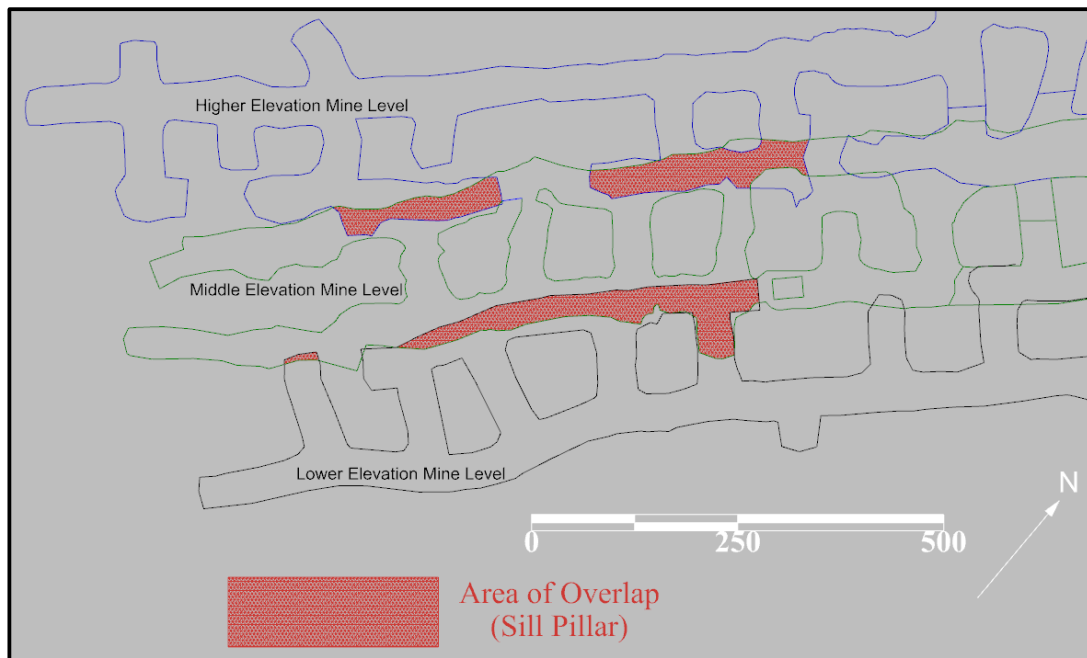 Higher Elevation Mine Level
Middle Elevation Mine Level
Lower Elevation Mine Level
N
0 250 500
Area of Overlap
(Sill Pillar)